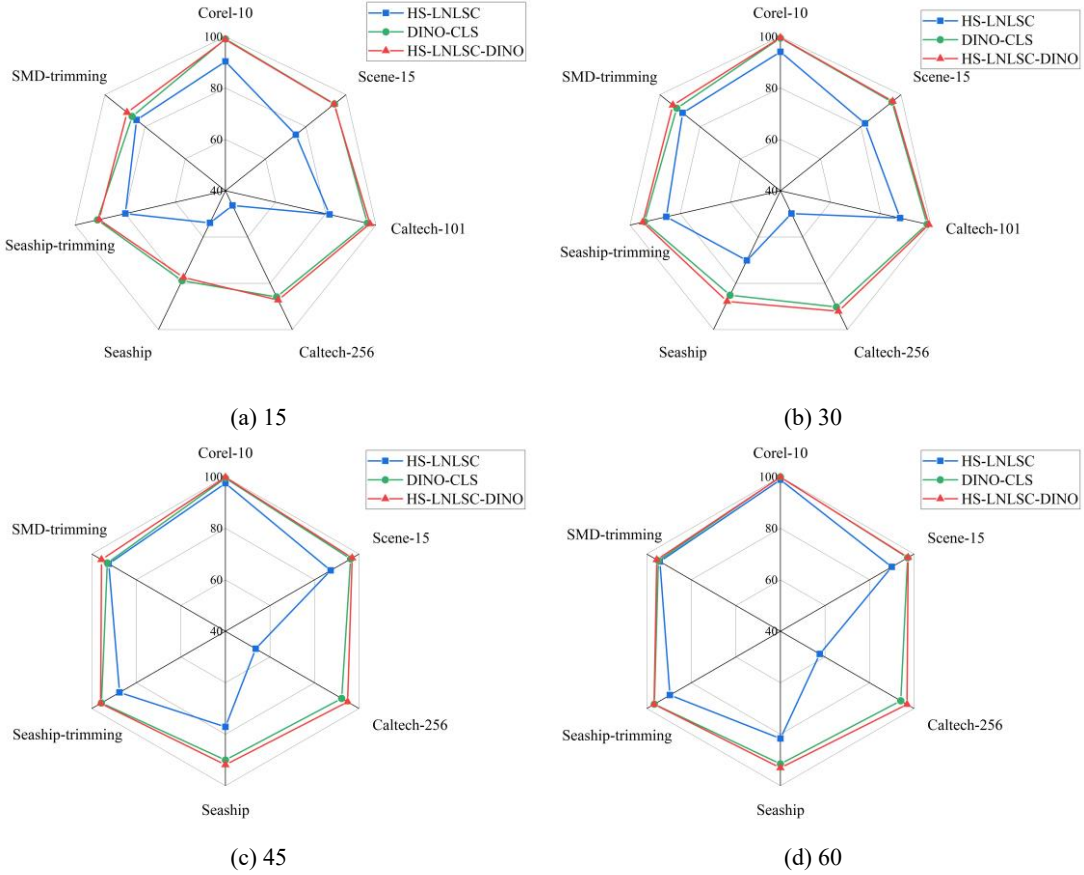 Corel-10
HS-LNLSC
DINO-CLS
HS-LNLSC-DINO
100
80
60
40
Scene-15
Caltech-101
Caltech-256
Seaship
Seaship-trimming
SMD-trimming
(a) 15
Corel-10
HS-LNLSC
DINO-CLS
HS-LNLSC-DINO
100
80
60
40
Scene-15
Caltech-101
Caltech-256
Seaship
Seaship-trimming
SMD-trimming
(b) 30
Corel-10
HS-LNLSC
DINO-CLS
HS-LNLSC-DINO
100
80
60
40
Scene-15
Caltech-256
Seaship
Seaship-trimming
SMD-trimming
(c) 45
Corel-10
HS-LNLSC
DINO-CLS
HS-LNLSC-DINO
100
80
60
40
Scene-15
Caltech-256
Seaship
Seaship-trimming
SMD-trimming
(d) 60